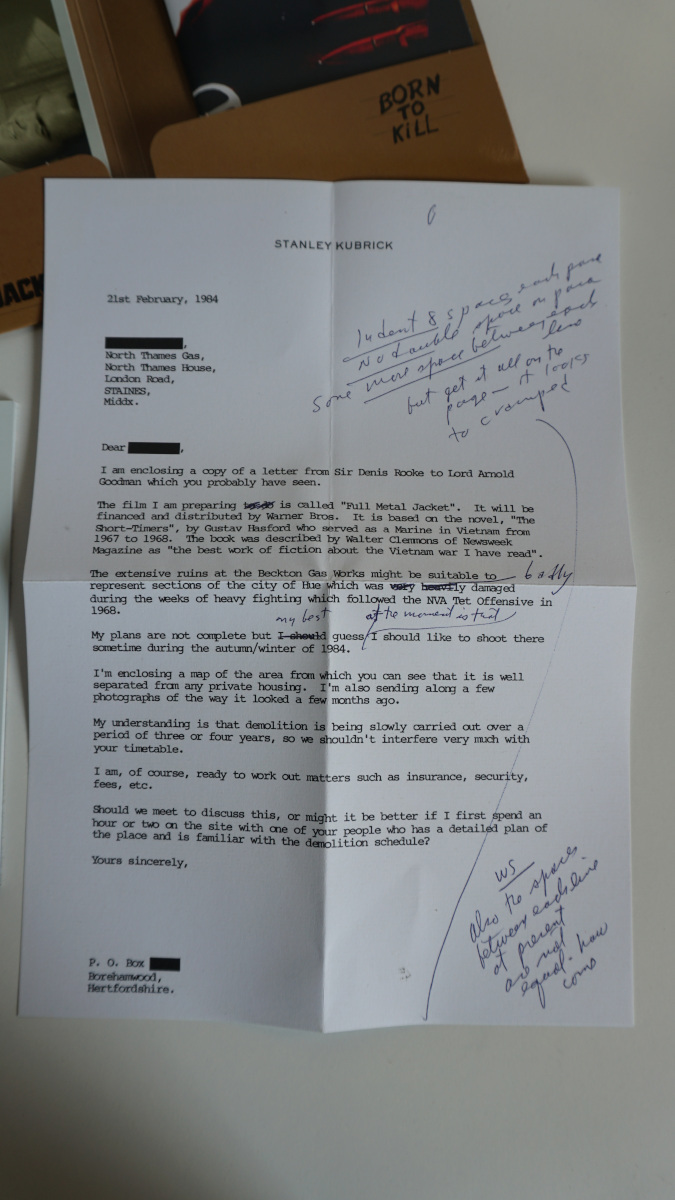 BORN
TO
KILL
JACK
STANLEY KUBRICK
21st February, 1984
Indent 8 spaces each para
No double space on para
Some more space between each
line
but get it all on to
page – it looks
to cramped
North Thames Gas,
North Thames House,
London Road,
STAINES,
Middx.
Dear
I am enclosing a copy of a letter from Sir Denis Rooke to Lord Arnold
Goodman which you probably have seen.
The film I am preparing is called "Full Metal Jacket". It will be
financed and distributed by Warner Bros. It is based on the novel, "The
Short-Timers", by Gustav Hasford who served as a Marine in Vietnam from
1967 to 1968. The book was described by Walter Clemmons of Newsweek
Magazine as "the best work of fiction about the Vietnam war I have read".
The extensive ruins at the Beckton Gas Works might be suitable to
badly
represent sections of the city of Hue which was very heavily damaged
during the weeks of heavy fighting which followed the NVA Tet Offensive in
1968.
my best at the moment is that
My plans are not complete but I should guess I should like to shoot there
sometime during the autumn/winter of 1984.
I'm enclosing a map of the area from which you can see that it is well
separated from any private housing. I'm also sending along a few
photographs of the way it looked a few months ago.
My understanding is that demolition is being slowly carried out over a
period of three or four years, so we shouldn't interfere very much with
your timetable.
I am, of course, ready to work out matters such as insurance, security,
fees, etc.
Should we meet to discuss this, or might it be better if I first spend an
hour or two on the site with one of your people who has a detailed plan of
the place and is familiar with the demolition schedule?
Yours sincerely,
WS
also the spaces
between each line
at present
are not
equal. how
come
P. O. Box
Borehamwood,
Hertfordshire.